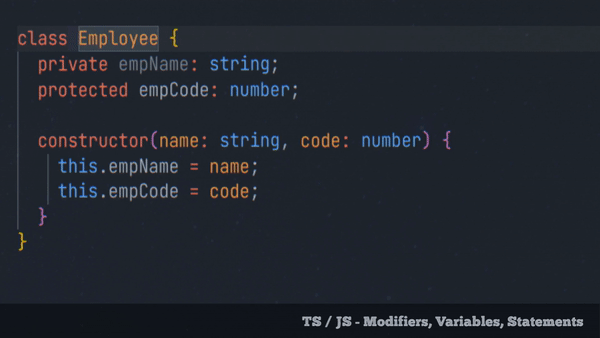 class Employee {
private empName: string;
protected empCode: number;
constructor(name: string, code: number) {
this.empName = name;
this.empCode = code;
}
}
TS / JS - Modifiers, Variables, Statements